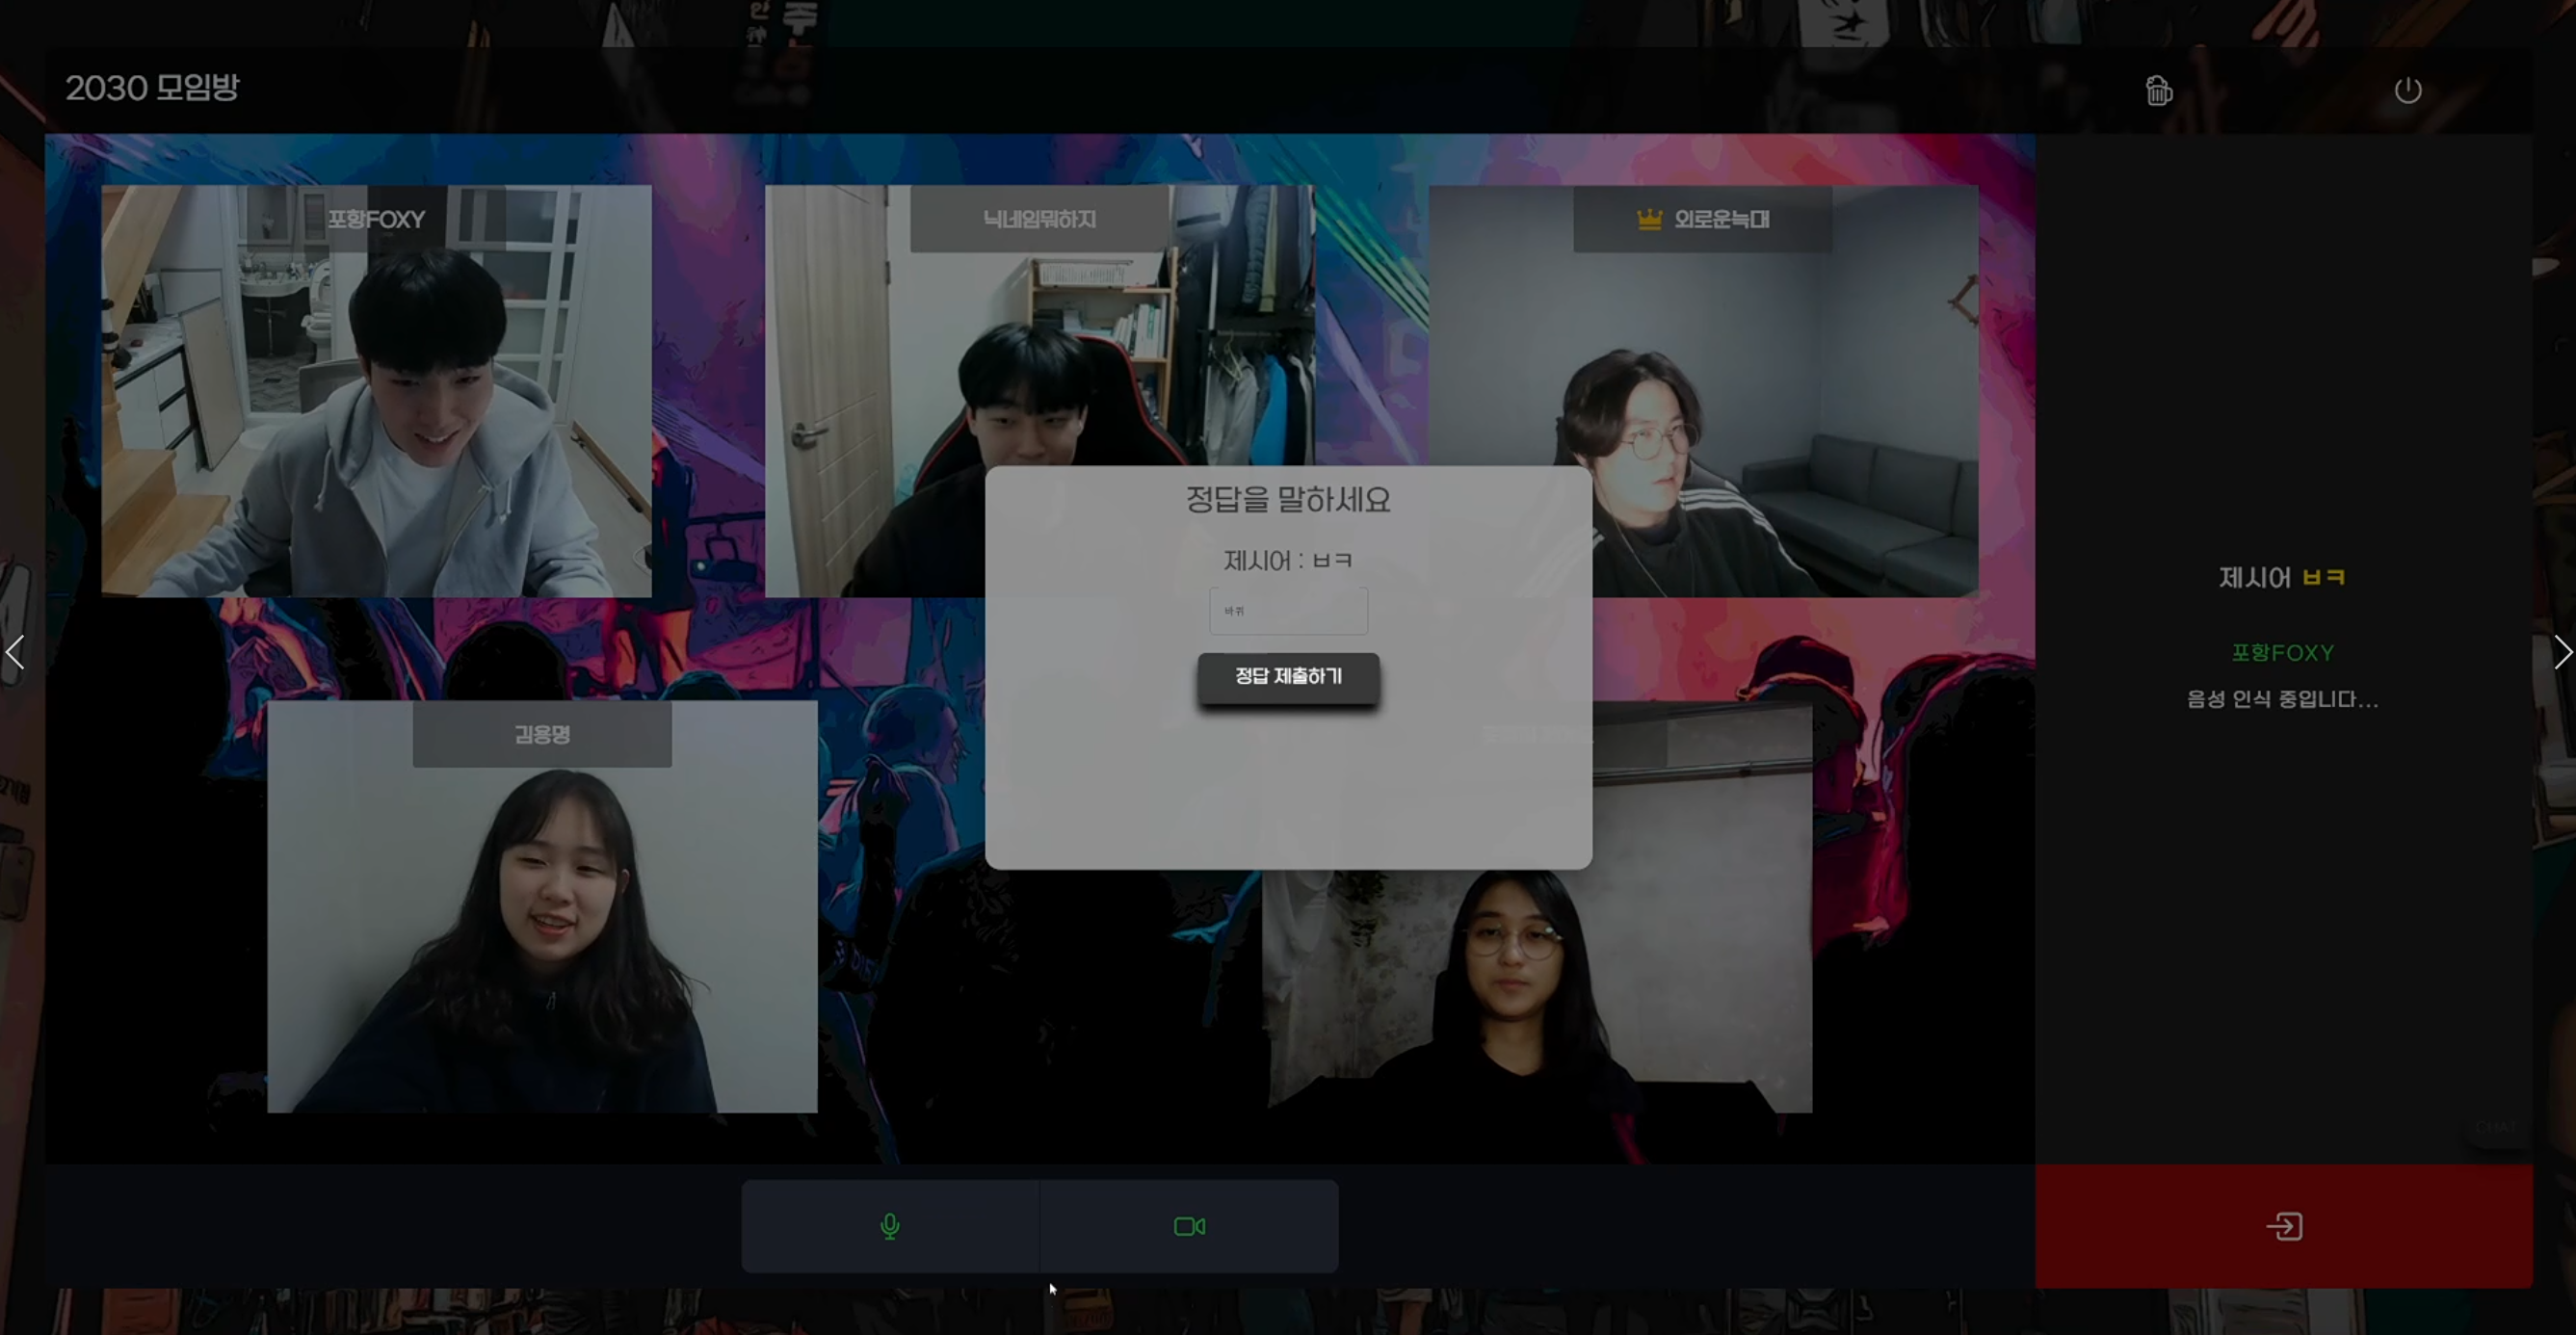 2030 모임방
포항FOXY
닉네임뭐하지
외로운늑대
정답을 말하세요
제시어 : ㅂㅋ
바퀴
정답 제출하기
제시어 ㅂㅋ
포항FOXY
음성 인식 중입니다...
김용명
CHAT